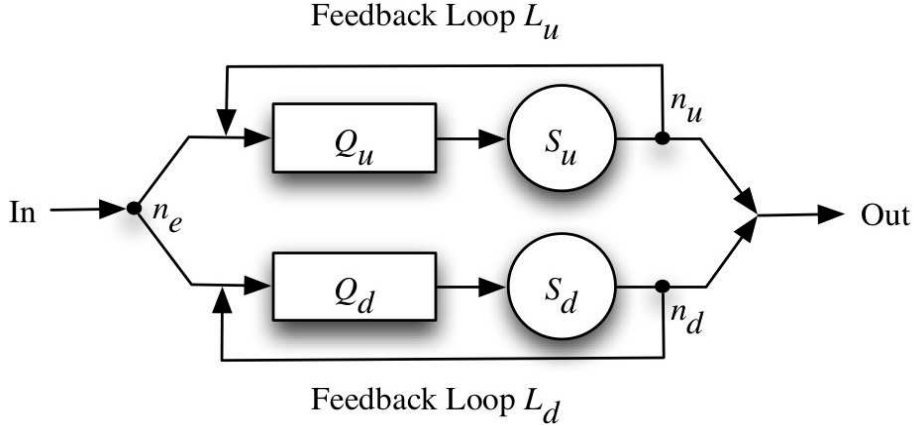 Feedback Loop L_u
n_u
Q_u
S_u
In
n_e
Out
Q_d
S_d
n_d
Feedback Loop L_d